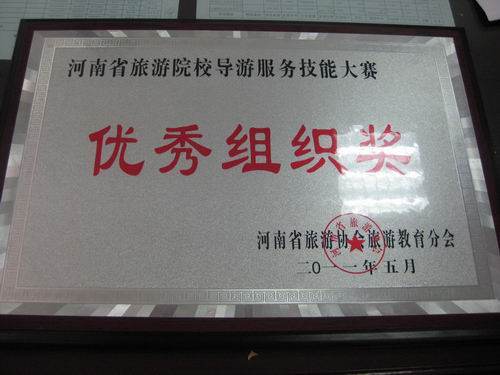 河南省旅游院校导游服务技能大赛
优秀组织奖
河南省旅游协会旅游教育分会
二〇一一年五月